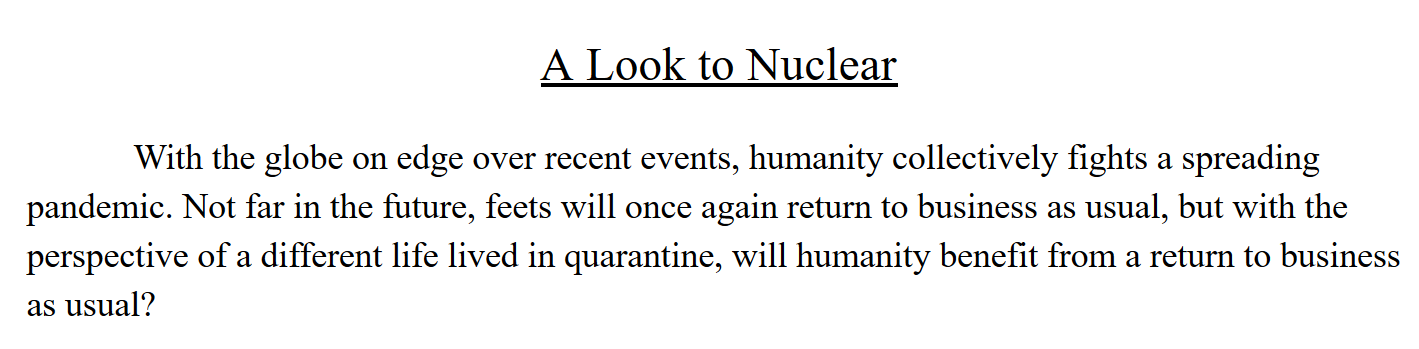 A Look to Nuclear
With the globe on edge over recent events, humanity collectively fights a spreading
pandemic. Not far in the future, feets will once again return to business as usual, but with the
perspective of a different life lived in quarantine, will humanity benefit from a return to business
as usual?